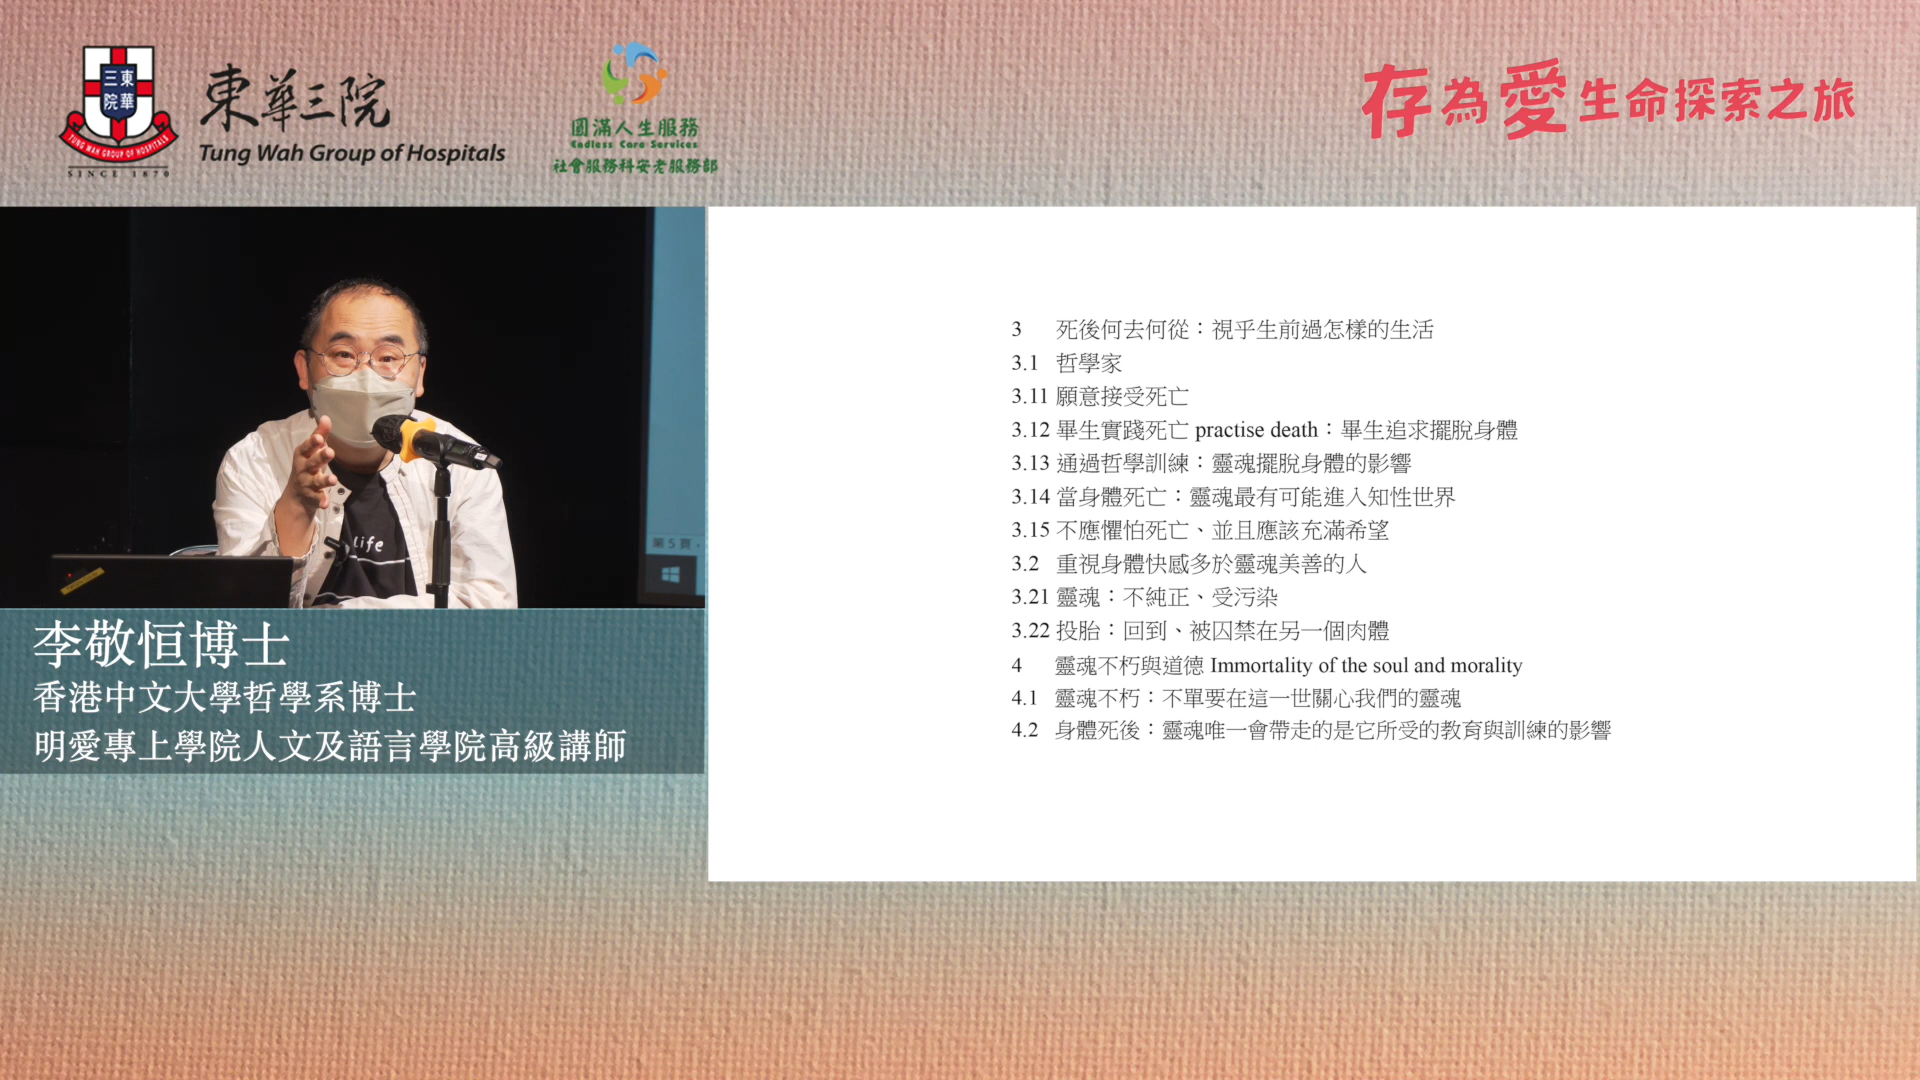 三東
院華
TUNG WAH GROUP OF HOSPITALS
SINCE 1870
東華三院
Tung Wah Group of Hospitals
圓滿人生服務
Endless Care Services
社會服務科安老服務部
存為愛生命探索之旅
life
第5頁，
李敬恒博士
香港中文大學哲學系博士
明愛專上學院人文及語言學院高級講師
3 死後何去何從：視乎生前過怎樣的生活
3.1 哲學家
3.11 願意接受死亡
3.12 畢生實踐死亡 practise death：畢生追求擺脫身體
3.13 通過哲學訓練：靈魂擺脫身體的影響
3.14 當身體死亡：靈魂最有可能進入知性世界
3.15 不應懼怕死亡、並且應該充滿希望
3.2 重視身體快感多於靈魂美善的人
3.21 靈魂：不純正、受污染
3.22 投胎：回到、被囚禁在另一個肉體
4 靈魂不朽與道德 Immortality of the soul and morality
4.1 靈魂不朽：不單要在這一世關心我們的靈魂
4.2 身體死後：靈魂唯一會帶走的是它所受的教育與訓練的影響